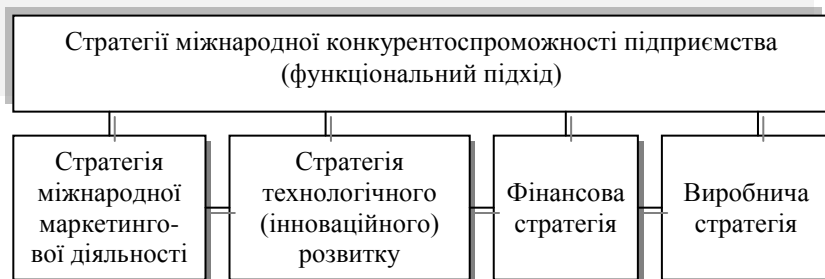 Стратегії міжнародної конкурентоспроможності підприємства
(функціональний підхід)
Стратегія
міжнародної
маркетинго-
вої діяльності
Стратегія
технологічного
(інноваційного)
розвитку
Фінансова
стратегія
Виробнича
стратегія